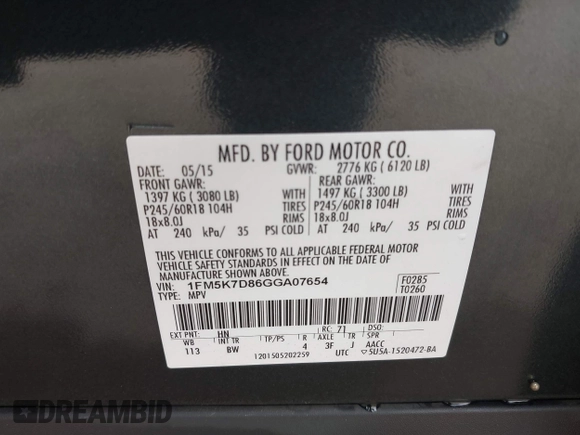 MFD. BY FORD MOTOR CO.
DATE: 05/15 GVWR: 2776 KG ( 6120 LB)
FRONT GAWR: REAR GAWR:
1397 KG ( 3080 LB) WITH 1497 KG ( 3300 LB) WITH
P245/60R18 104H TIRES P245/60R18 104H TIRES
18x8.0J RIMS 18x8.0J RIMS
AT 240 kPa/ 35 PSI COLD AT 240 kPa/ 35 PSI COLD
THIS VEHICLE CONFORMS TO ALL APPLICABLE FEDERAL MOTOR
VEHICLE SAFETY STANDARDS IN EFFECT ON THE DATE OF
MANUFACTURE SHOWN ABOVE.
VIN: 1FM5K7D86GGA07654 F0285
TYPE: MPV T0260
EXT PNT: HN RC: 71 DSO:
WB INT TR TP/PS R AXLE TR SPR
113 BW 4 3F J AACC
1201505202259 UTC ▽5U5A-1520472-BA
DREAMBID